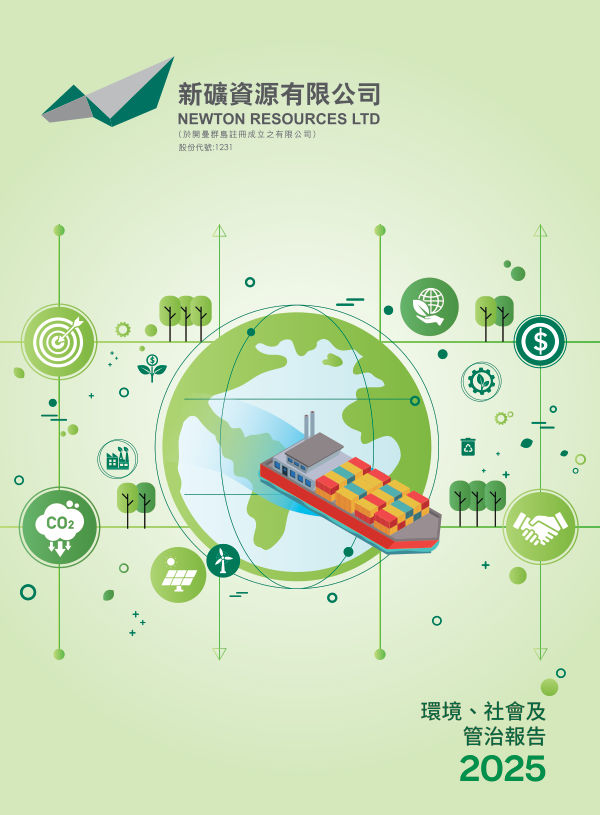 新礦資源有限公司
NEWTON RESOURCES LTD
(於開曼群島註冊成立之有限公司)
股份代號:1231
$
$
CO₂
環境、社會及
管治報告
2025